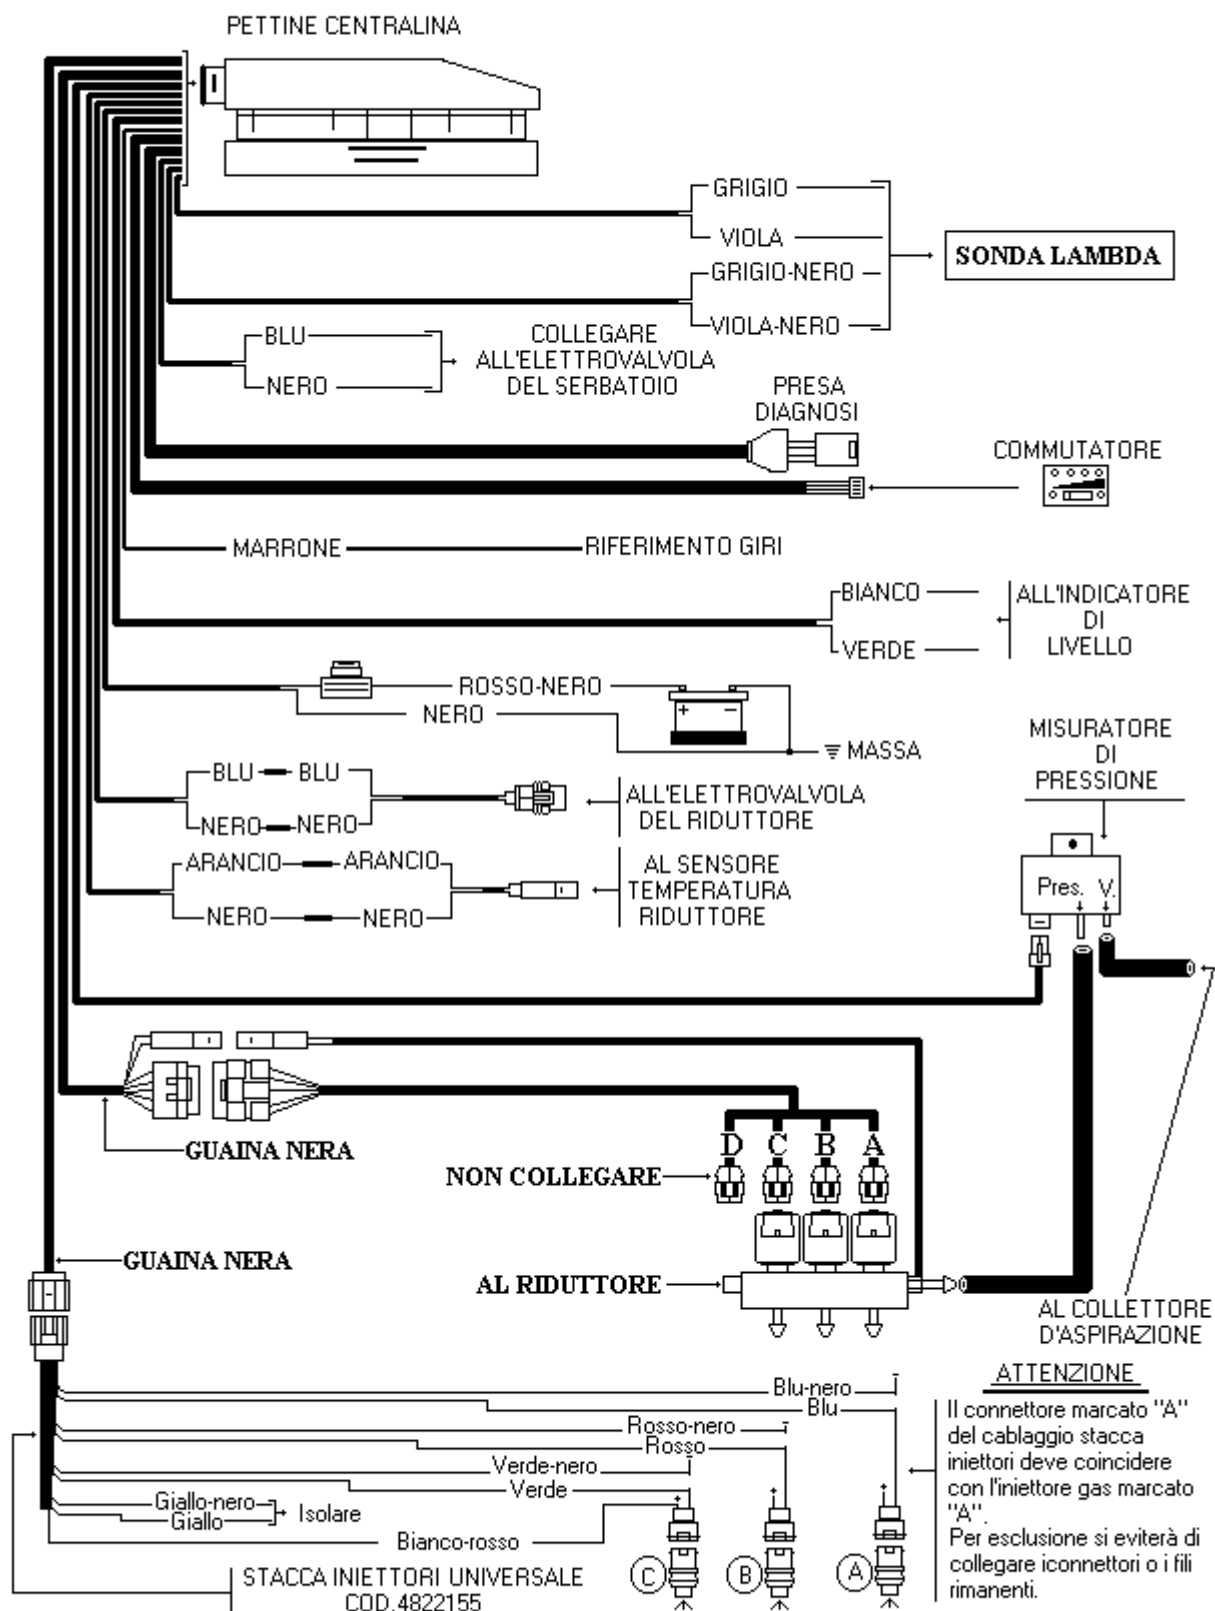 PETTINE CENTRALINA
GRIGIO
VIOLA
GRIGIO-NERO
VIOLA-NERO
SONDA LAMBDA
BLU
NERO
COLLEGARE
ALL'ELETTROVALVOLA
DEL SERBATOIO
PRESA
DIAGNOSI
COMMUTATORE
MARRONE
RIFERIMENTO GIRI
BIANCO
VERDE
ALL'INDICATORE
DI
LIVELLO
ROSSO-NERO
NERO
+ −
MASSA
MISURATORE
DI
PRESSIONE
Pres. V.
BLU BLU
NERO NERO
ALL'ELETTROVALVOLA
DEL RIDUTTORE
ARANCIO ARANCIO
NERO NERO
AL SENSORE
TEMPERATURA
RIDUTTORE
GUAINA NERA
D C B A
NON COLLEGARE
GUAINA NERA
AL RIDUTTORE
AL COLLETTORE
D'ASPIRAZIONE
Blu-nero
Blu
Rosso-nero
Rosso
Verde-nero
Verde
Giallo-nero
Giallo
Isolare
Bianco-rosso
C B A
STACCA INIETTORI UNIVERSALE
COD.4822155
ATTENZIONE
Il connettore marcato "A"
del cablaggio stacca
iniettori deve coincidere
con l'iniettore gas marcato
"A".
Per esclusione si eviterà di
collegare iconnettori o i fili
rimanenti.